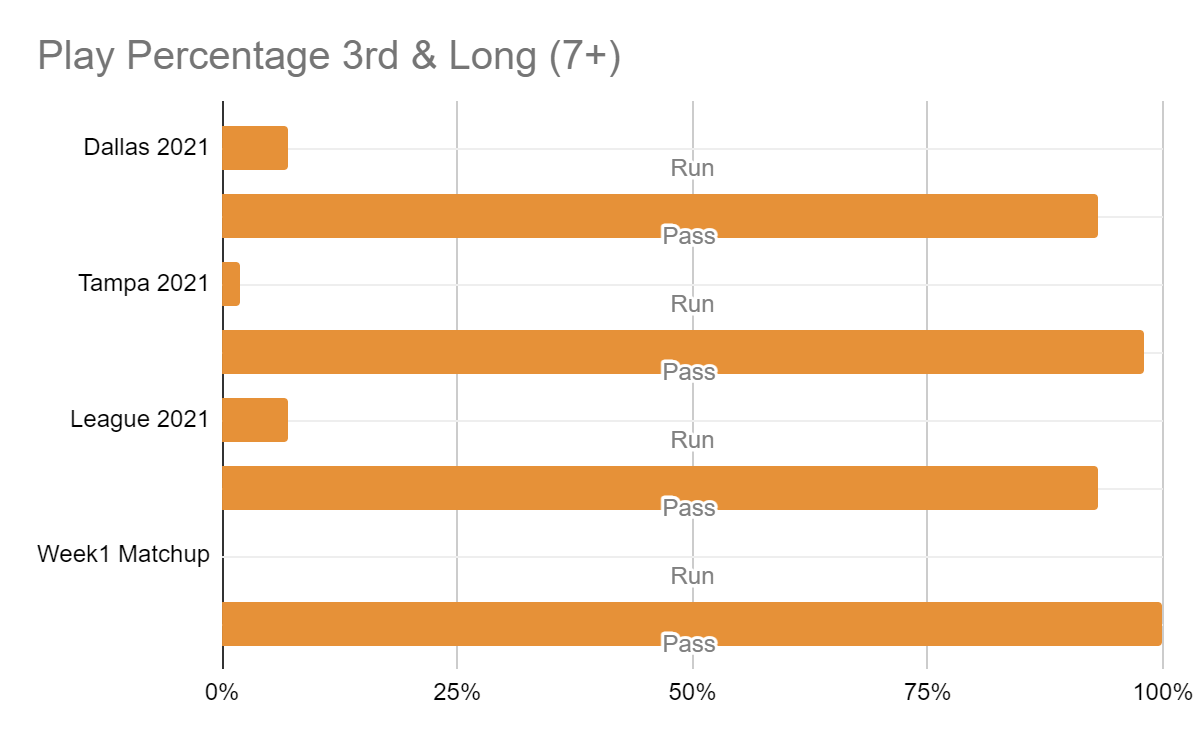 Play Percentage 3rd & Long (7+)
Dallas 2021
Run
Pass
Tampa 2021
Run
Pass
League 2021
Run
Pass
Week1 Matchup
Run
Pass
0% 25% 50% 75% 100%